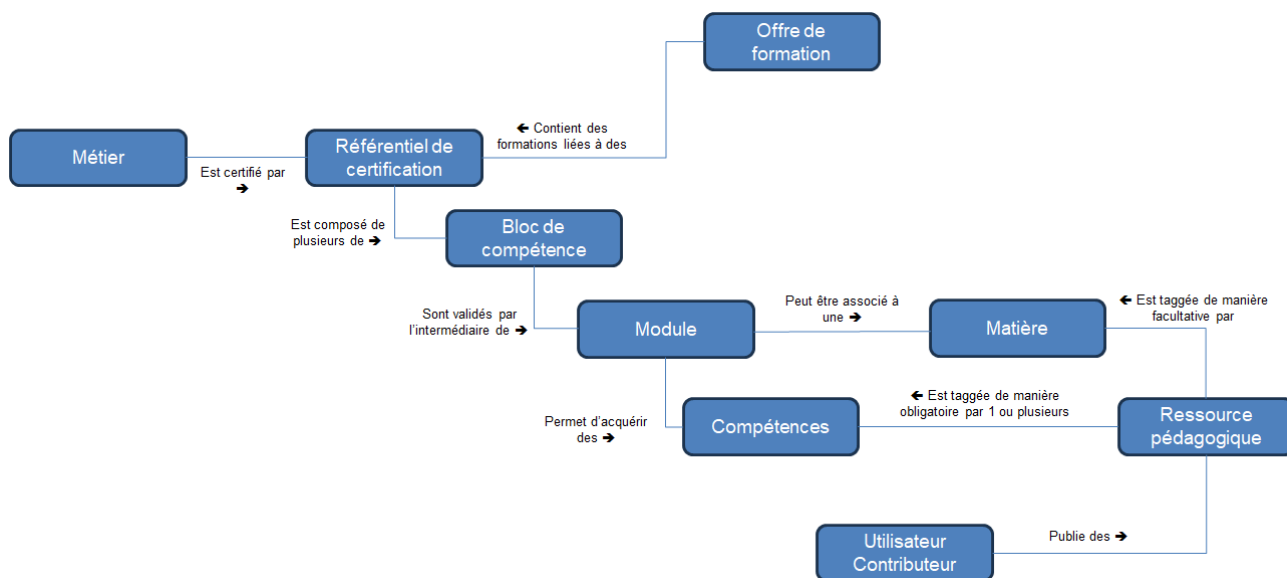 Offre de
formation
🡸 Contient des
formations liées à des
Métier
Référentiel de
certification
Est certifié par
🡺
Est composé de
plusieurs de 🡺
Bloc de
compétence
Sont validés par
l’intermédiaire de 🡺
Module
Peut être associé à
une 🡺
Matière
🡸 Est taggée de manière
facultative par
Permet d’acquérir
des 🡺
Compétences
🡸 Est taggée de manière
obligatoire par 1 ou plusieurs
Ressource
pédagogique
Utilisateur
Contributeur
Publie des 🡺